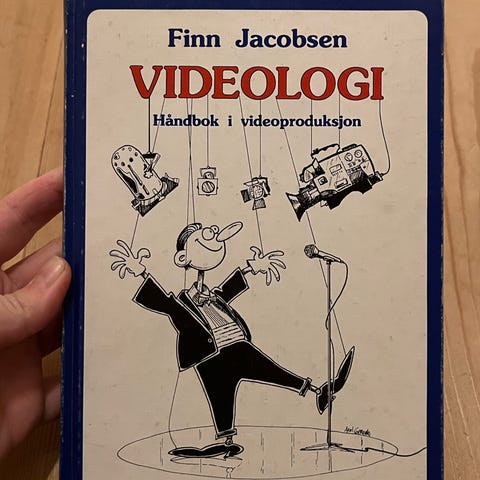 Finn Jacobsen
VIDEOLOGI
Håndbok i videoproduksjon